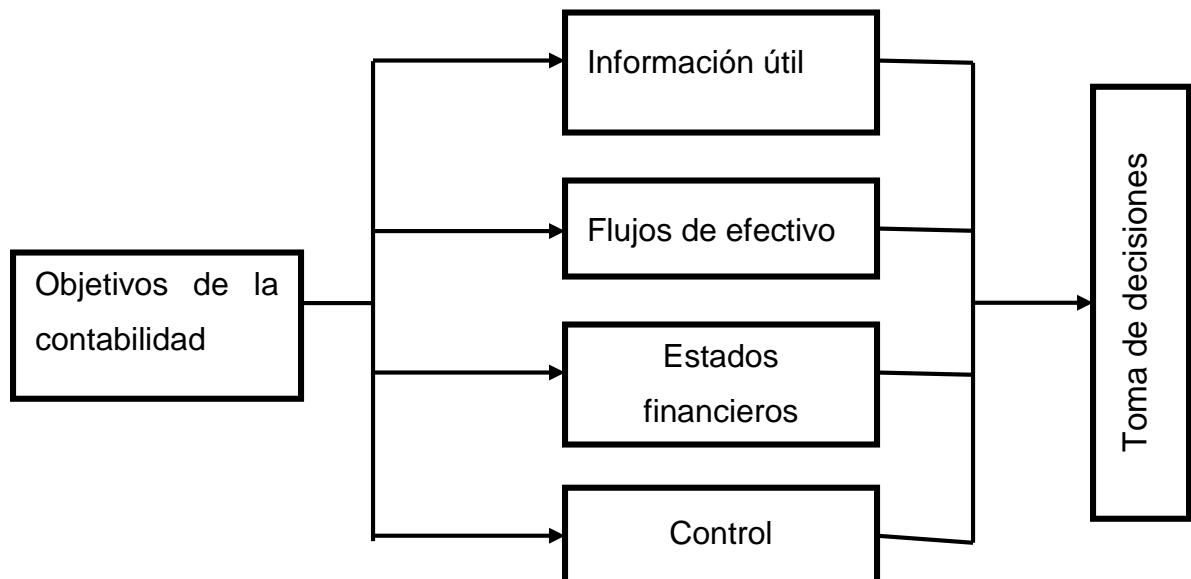 Información útil
Flujos de efectivo
Objetivos de la
contabilidad
Estados
financieros
Control
Toma de decisiones